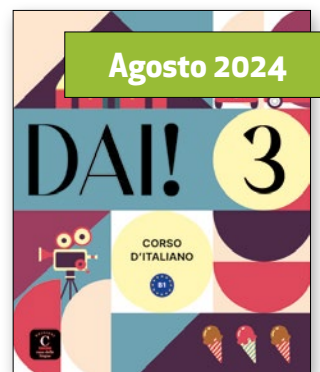 Agosto 2024
DAI! 3
CORSO
D'ITALIANO
B1